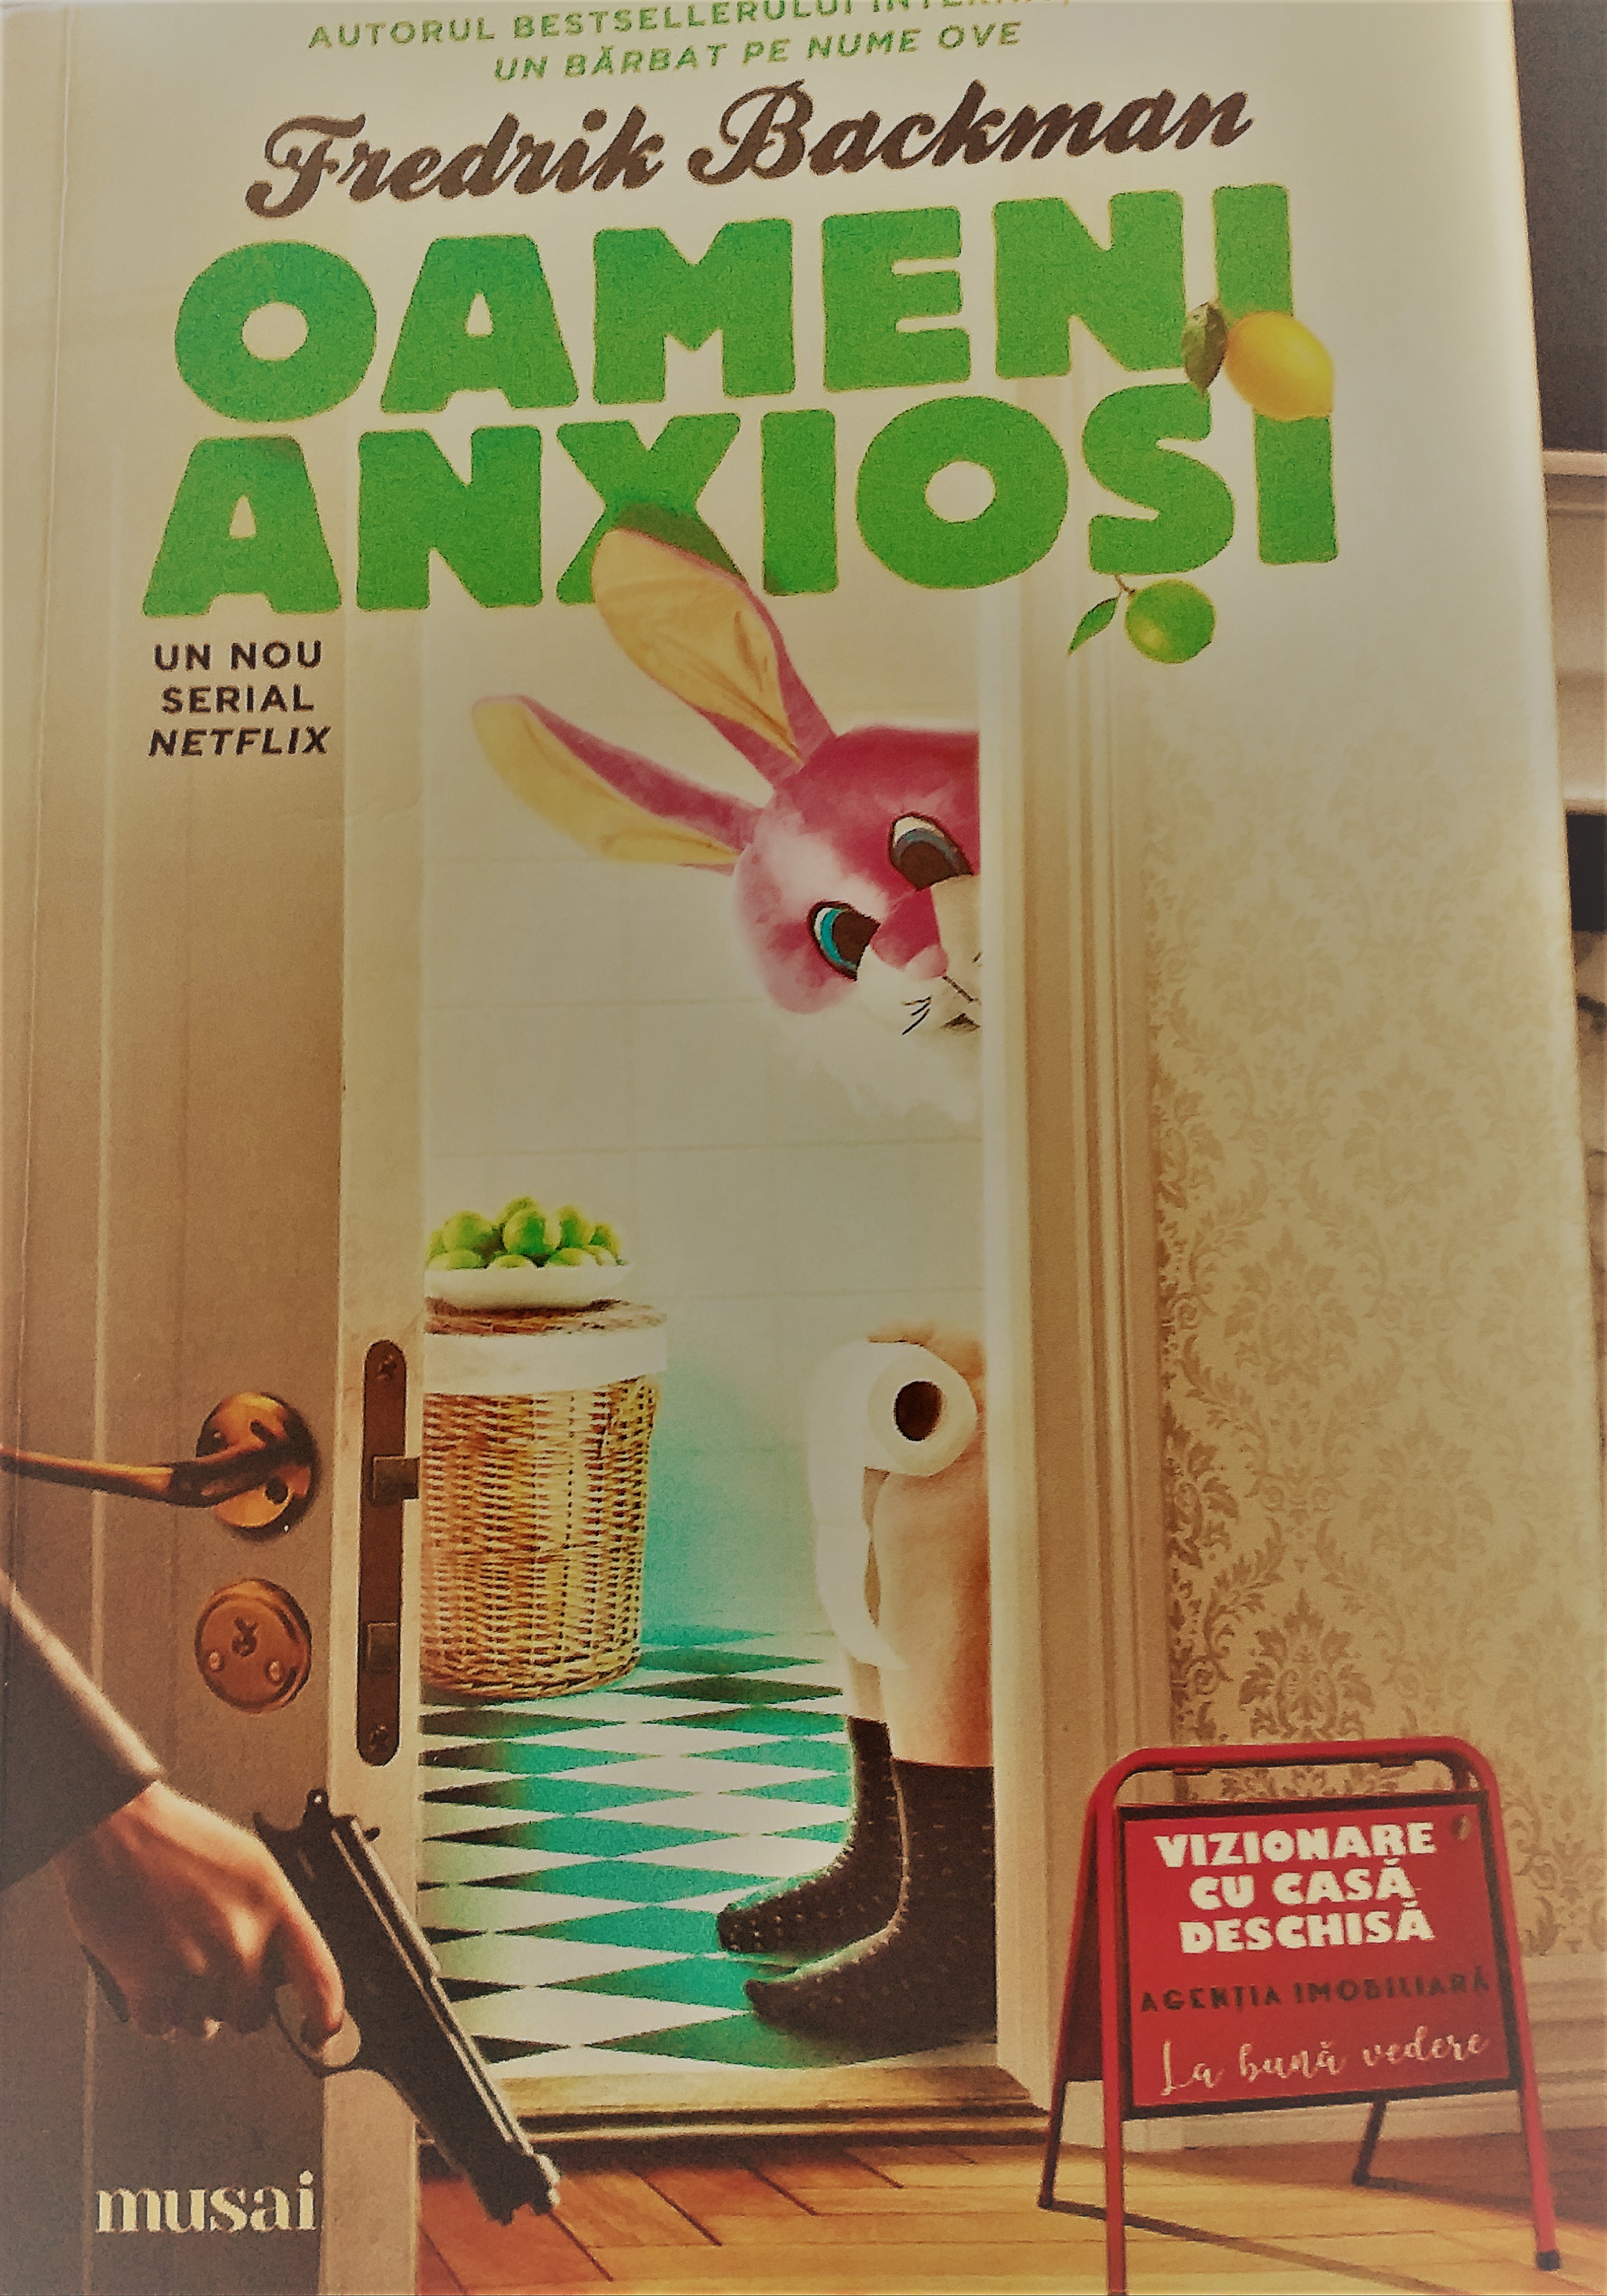 AUTORUL BESTSELLERULUI
UN BĂRBAT PE NUME OVE
Fredrik Backman
OAMENI
ANXIOȘI
UN NOU
SERIAL
NETFLIX
VIZIONARE
CU CASĂ
DESCHISĂ
AGENȚIA IMOBILIARĂ
La bună vedere
musai